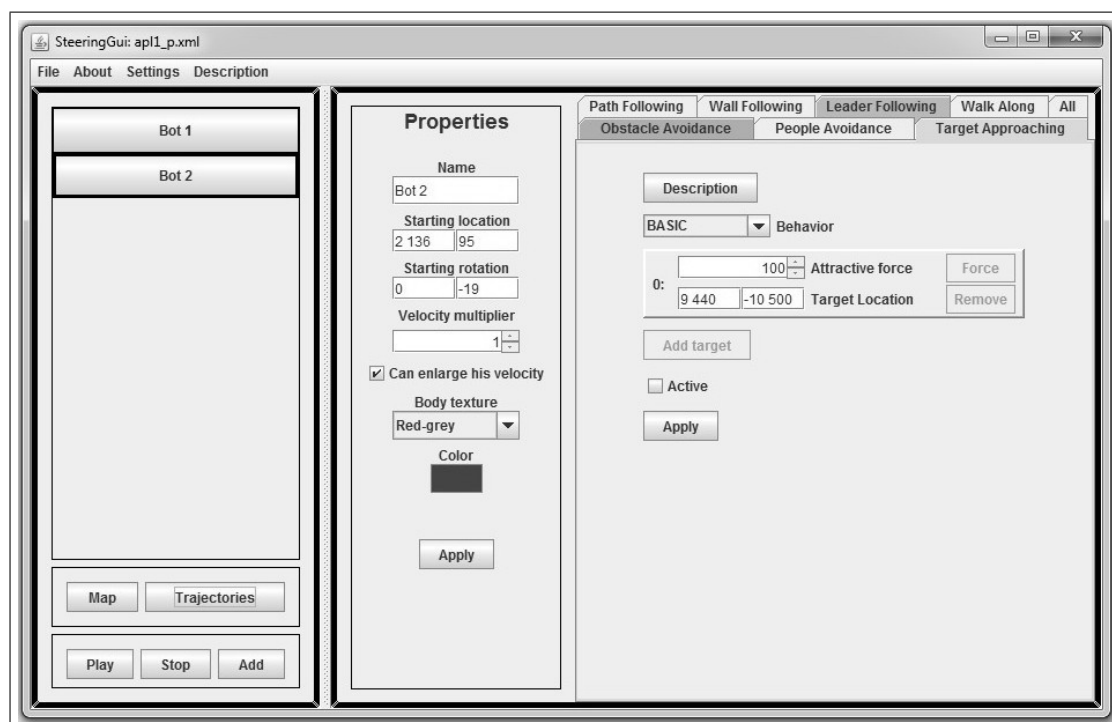 SteeringGui: apl1_p.xml
File About Settings Description
Bot 1
Bot 2
Map Trajectories
Play Stop Add
Properties
Name
Bot 2
Starting location
2 136 95
Starting rotation
0 -19
Velocity multiplier
1
Can enlarge his velocity
Body texture
Red-grey
Color
Apply
Path Following Wall Following Leader Following Walk Along All
Obstacle Avoidance People Avoidance Target Approaching
Description
BASIC Behavior
0:
100 Attractive force Force
9 440 -10 500 Target Location Remove
Add target
Active
Apply